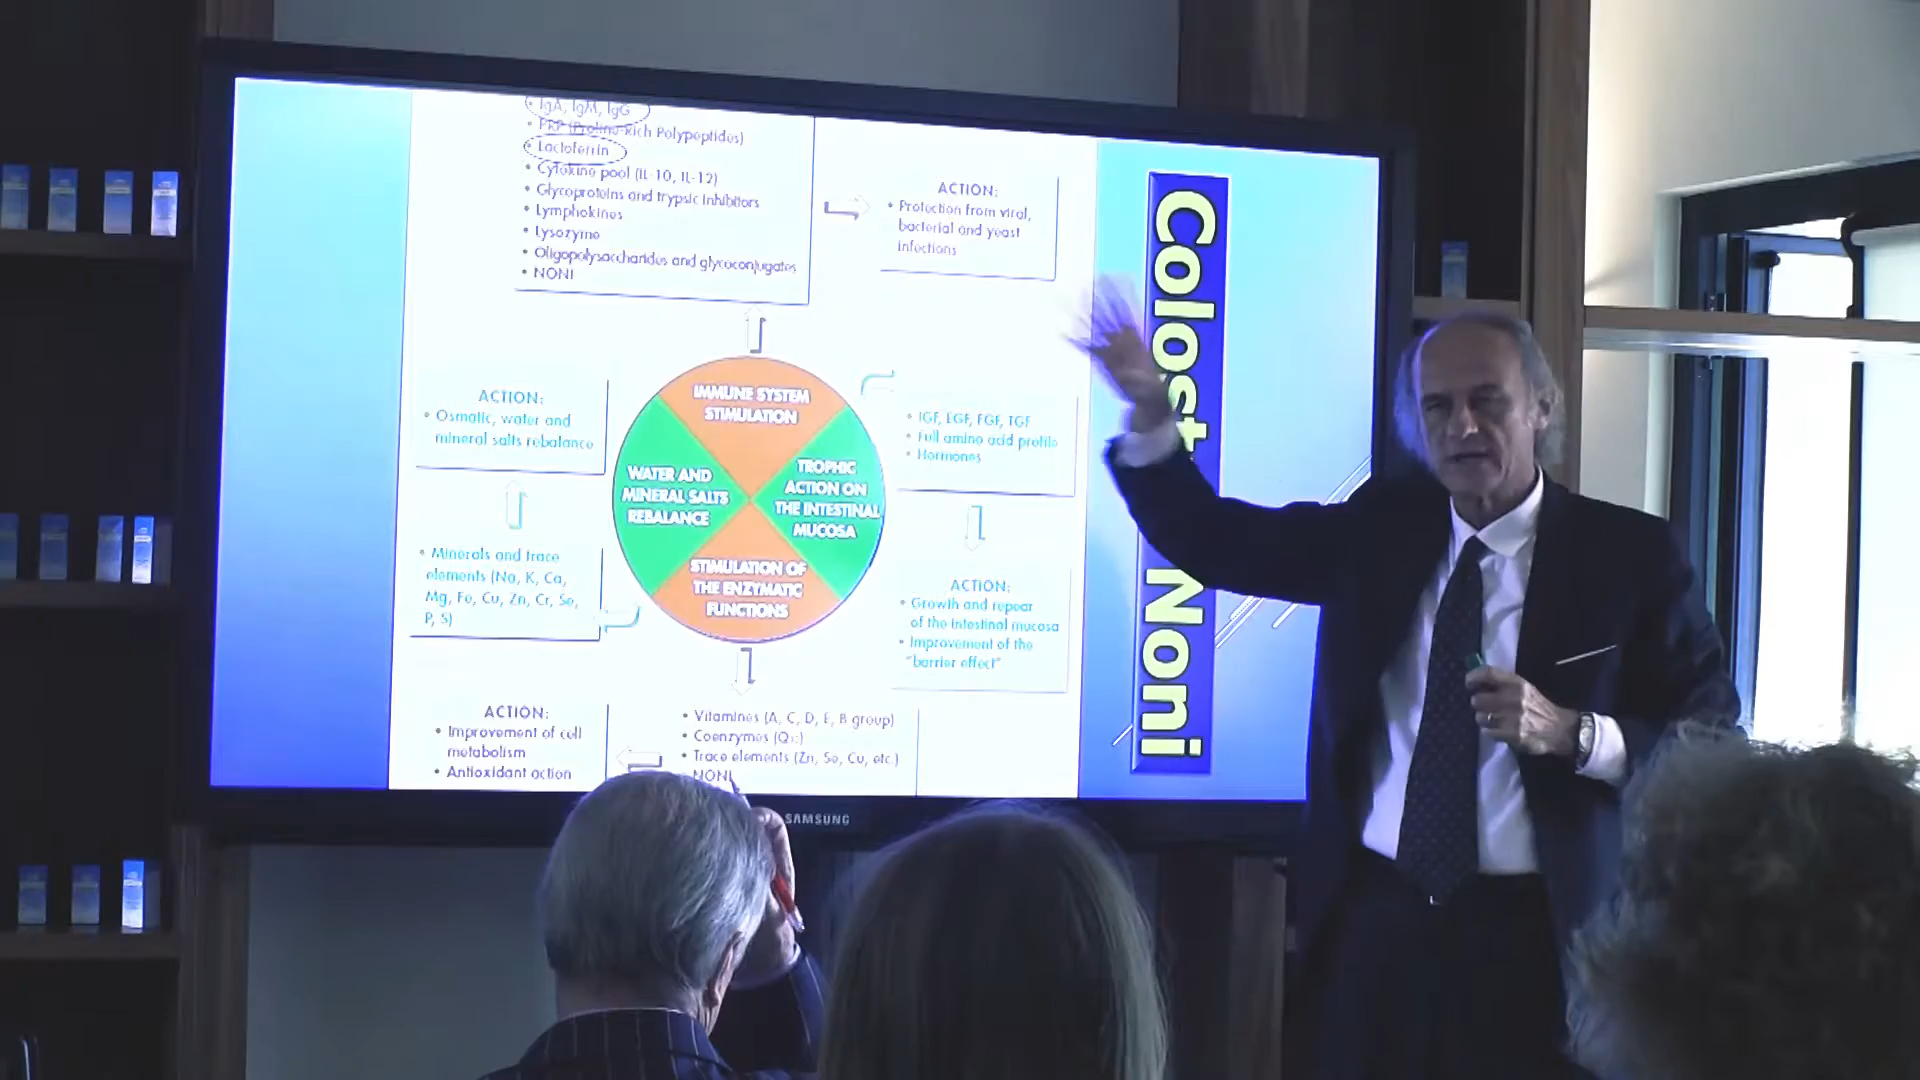 • IgA, IgM, IgG
• PRP (Proline-Rich Polypeptides)
• Lactoferrin
• Cytokine pool (IL-10, IL-12)
• Glycoproteins and trypsic inhibitors
• Lymphokines
• Lysozyme
• Oligopolysaccharides and glycoconjugates
• NONI
ACTION:
• Protection from viral,
bacterial and yeast
infections
IMMUNE SYSTEM
STIMULATION
ACTION:
• Osmotic, water and
mineral salts rebalance
WATER AND
MINERAL SALTS
REBALANCE
TROPHIC
ACTION ON
THE INTESTINAL
MUCOSA
• IGF, EGF, FGF, TGF
• Full amino acid profile
• Hormones
• Minerals and trace
elements (Na, K, Ca,
Mg, Fe, Cu, Zn, Cr, Se,
P, S)
STIMULATION OF
THE ENZYMATIC
FUNCTIONS
ACTION:
• Growth and repear
of the intestinal mucosa
• Improvement of the
"barrier effect"
ACTION:
• Improvement of cell
metabolism
• Antioxidant action
• Vitamines (A, C, D, E, B group)
• Coenzymes (Q10)
• Trace elements (Zn, Se, Cu, etc.)
NONI
Colost Noni
SAMSUNG